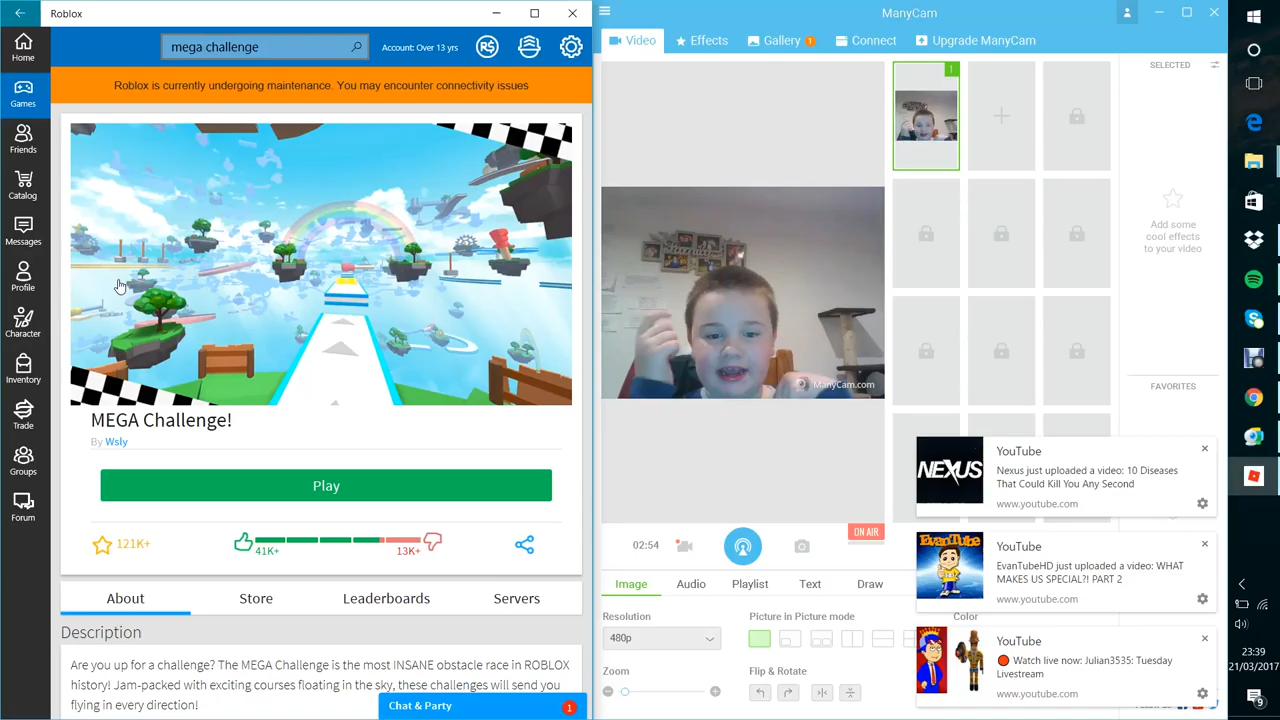 Roblox
mega challenge
Account: Over 13 yrs
R$
Roblox is currently undergoing maintenance. You may encounter connectivity issues
Home
Games
Friends
Catalog
Messages
Profile
Character
Inventory
Trade
Groups
Forum
MEGA Challenge!
By Wsly
Play
121K+
41K+
13K+
About
Store
Leaderboards
Servers
Description
Are you up for a challenge? The MEGA Challenge is the most INSANE obstacle race in ROBLOX
history! Jam-packed with exciting courses floating in the sky, these challenges will send you
flying in every direction!
Chat & Party
1
ManyCam
Video
Effects
Gallery
1
Connect
Upgrade ManyCam
1
SELECTED
Add some
cool effects
to your video
FAVORITES
ManyCam.com
02:54
ON AIR
Image
Audio
Playlist
Text
Draw
Resolution
480p
Picture in Picture mode
Color
Zoom
Flip & Rotate
NEXUS
YouTube
Nexus just uploaded a video: 10 Diseases
That Could Kill You Any Second
www.youtube.com
EVANTUBE
YouTube
EvanTubeHD just uploaded a video: WHAT
MAKES US SPECIAL?! PART 2
www.youtube.com
YouTube
Watch live now: Julian3535: Tuesday
Livestream
www.youtube.com
23:39
21/03/2017
9